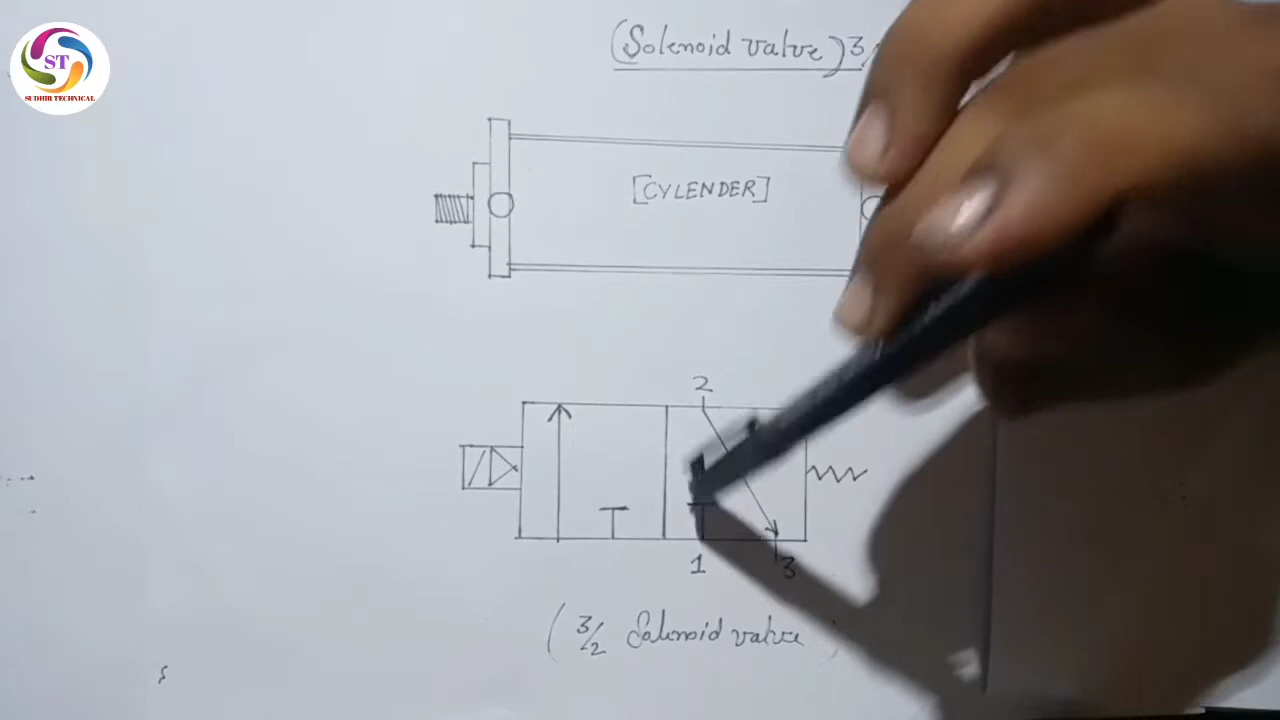 ST
SUDHIR TECHNICAL
(Solenoid valve) 3/
[CYLENDER]
2
1
3
(3/2 Solenoid valve)